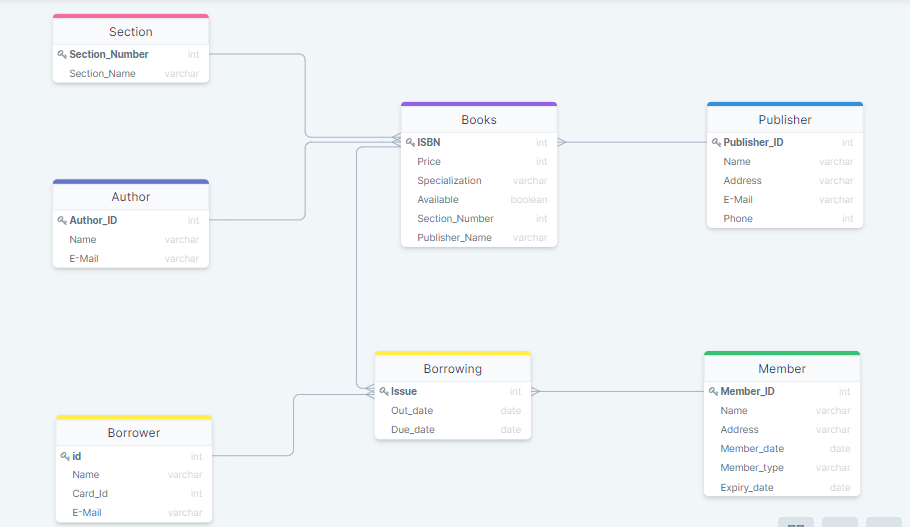 Section
Section_Number int
Section_Name varchar
Books
ISBN int
Price int
Specialization varchar
Available boolean
Section_Number int
Publisher_Name varchar
Publisher
Publisher_ID int
Name varchar
Address varchar
E-Mail varchar
Phone int
Author
Author_ID int
Name varchar
E-Mail varchar
Borrowing
Issue int
Out_date date
Due_date date
Member
Member_ID int
Name varchar
Address varchar
Member_date date
Member_type varchar
Expiry_date date
Borrower
id int
Name varchar
Card_Id int
E-Mail varchar